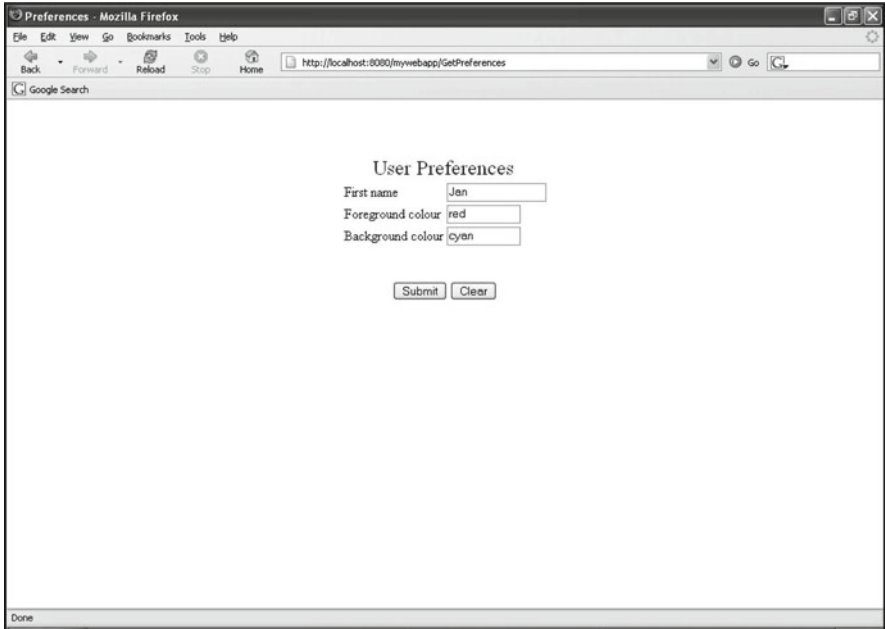 Preferences - Mozilla Firefox
File Edit View Go Bookmarks Tools Help
Back Forward Reload Stop Home http://localhost:8080/mywebapp/GetPreferences Go G
G Google Search
User Preferences
First name Jan
Foreground colour red
Background colour cyan
Submit Clear
Done